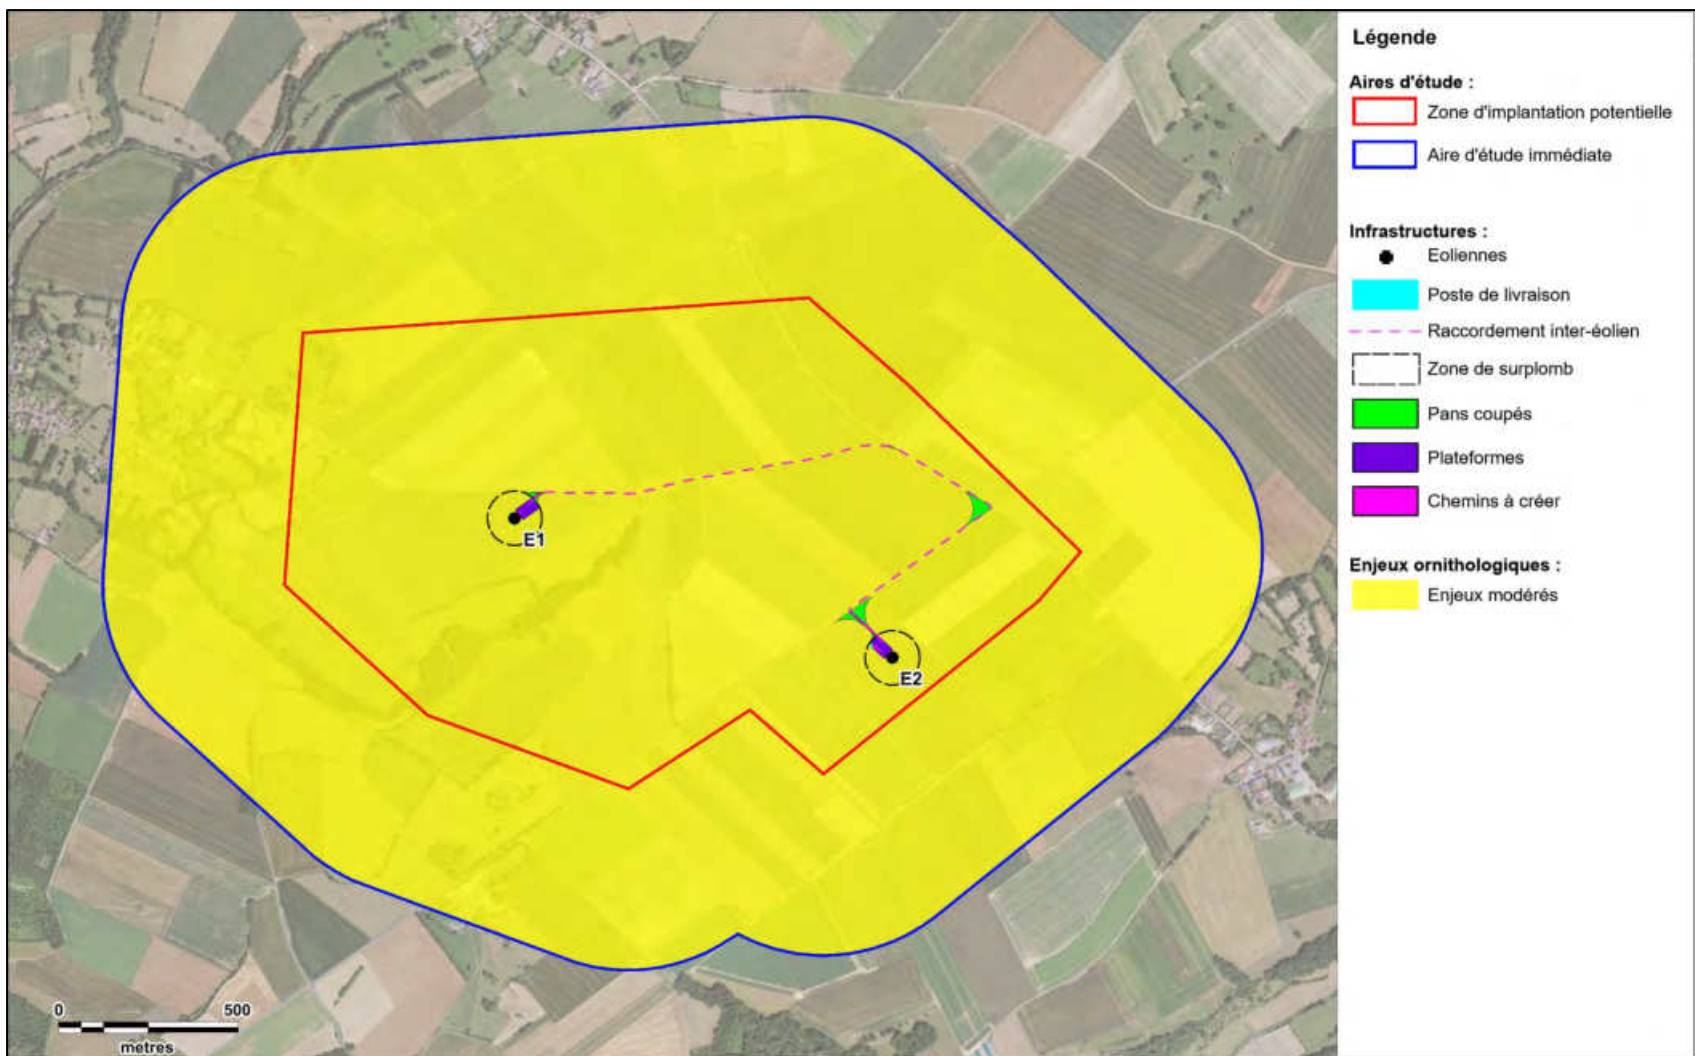 Légende
Aires d'étude :
Zone d'implantation potentielle
Aire d'étude immédiate
Infrastructures :
Eoliennes
Poste de livraison
Raccordement inter-éolien
Zone de surplomb
Pans coupés
Plateformes
Chemins à créer
Enjeux ornithologiques :
Enjeux modérés
E1
E2
0 500
metres